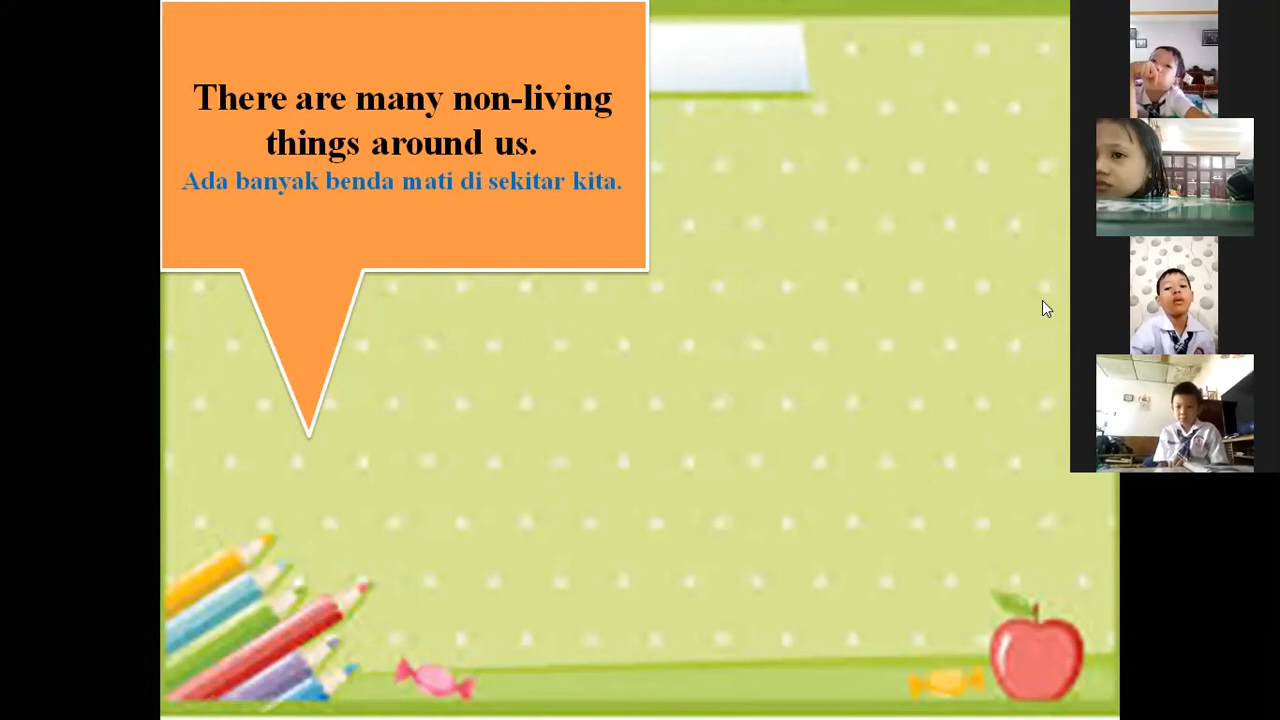 There are many non-living
things around us.
Ada banyak benda mati di sekitar kita.